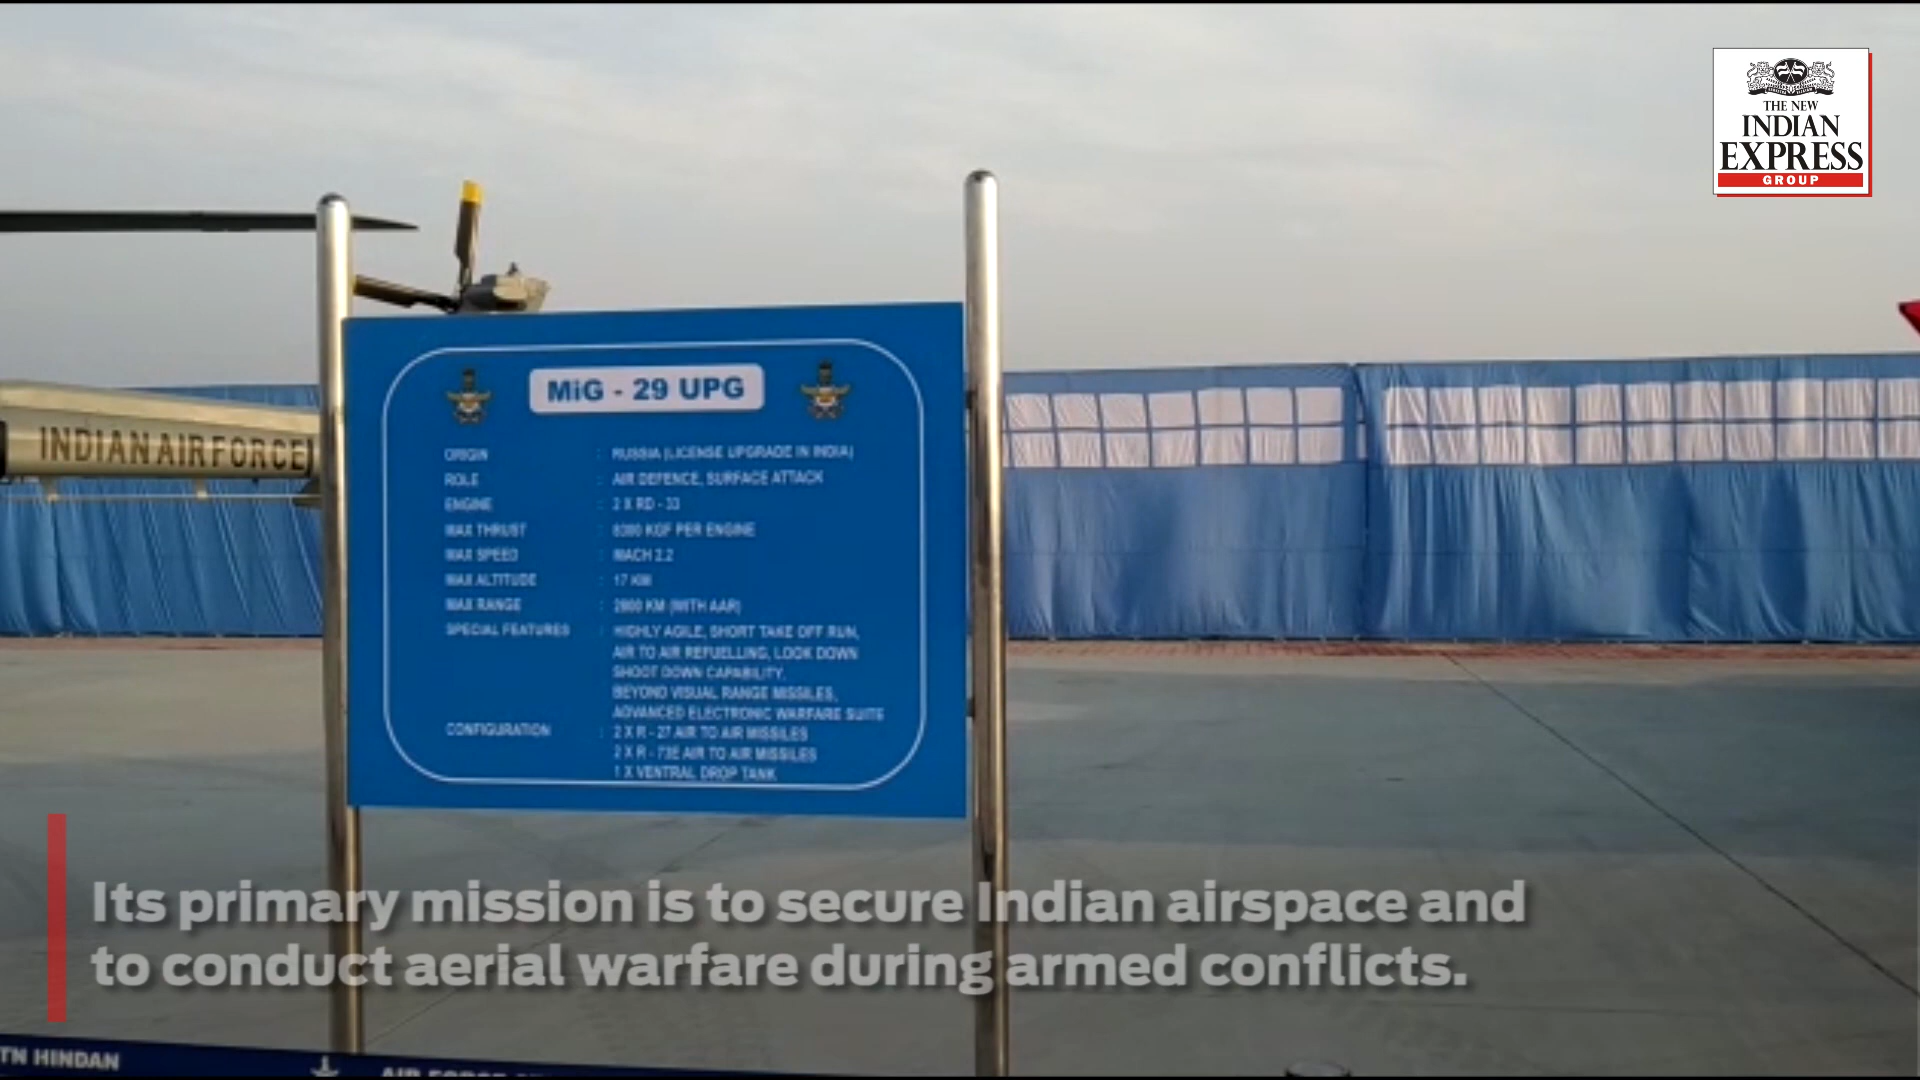 THE NEW
INDIAN
EXPRESS
GROUP
MiG - 29 UPG
INDIAN AIR FORCE
ORIGIN : RUSSIA (LICENSE UPGRADE IN INDIA)
ROLE : AIR DEFENCE, SURFACE ATTACK
ENGINE : 2 X RD - 33
MAX THRUST : 8300 KGF PER ENGINE
MAX SPEED : MACH 2.2
MAX ALTITUDE : 17 KM
MAX RANGE : 2800 KM (WITH AAR)
SPECIAL FEATURES : HIGHLY AGILE, SHORT TAKE OFF RUN,
AIR TO AIR REFUELLING, LOOK DOWN
SHOOT DOWN CAPABILITY,
BEYOND VISUAL RANGE MISSILES,
ADVANCED ELECTRONIC WARFARE SUITE
CONFIGURATION : 2 X R - 27 AIR TO AIR MISSILES
2 X R - 73E AIR TO AIR MISSILES
1 X VENTRAL DROP TANK
Its primary mission is to secure Indian airspace and
to conduct aerial warfare during armed conflicts.
TN HINDAN
AIR FORCE